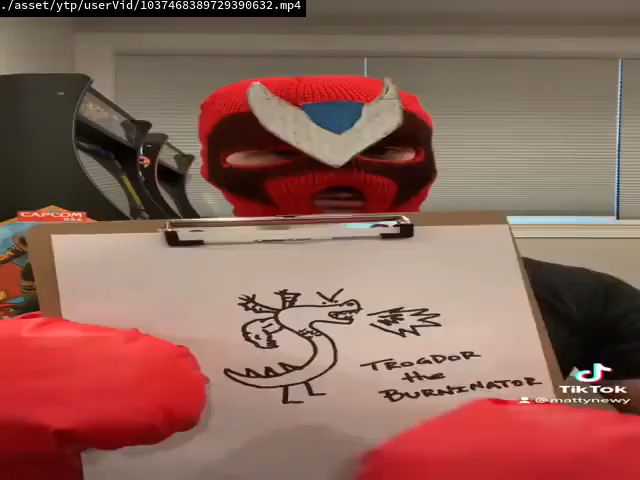 ./asset/ytp/userVid/1037468389729390632.mp4
CAPCOM
TROGDOR
the
BURNINATOR
TikTok
@mattynewy